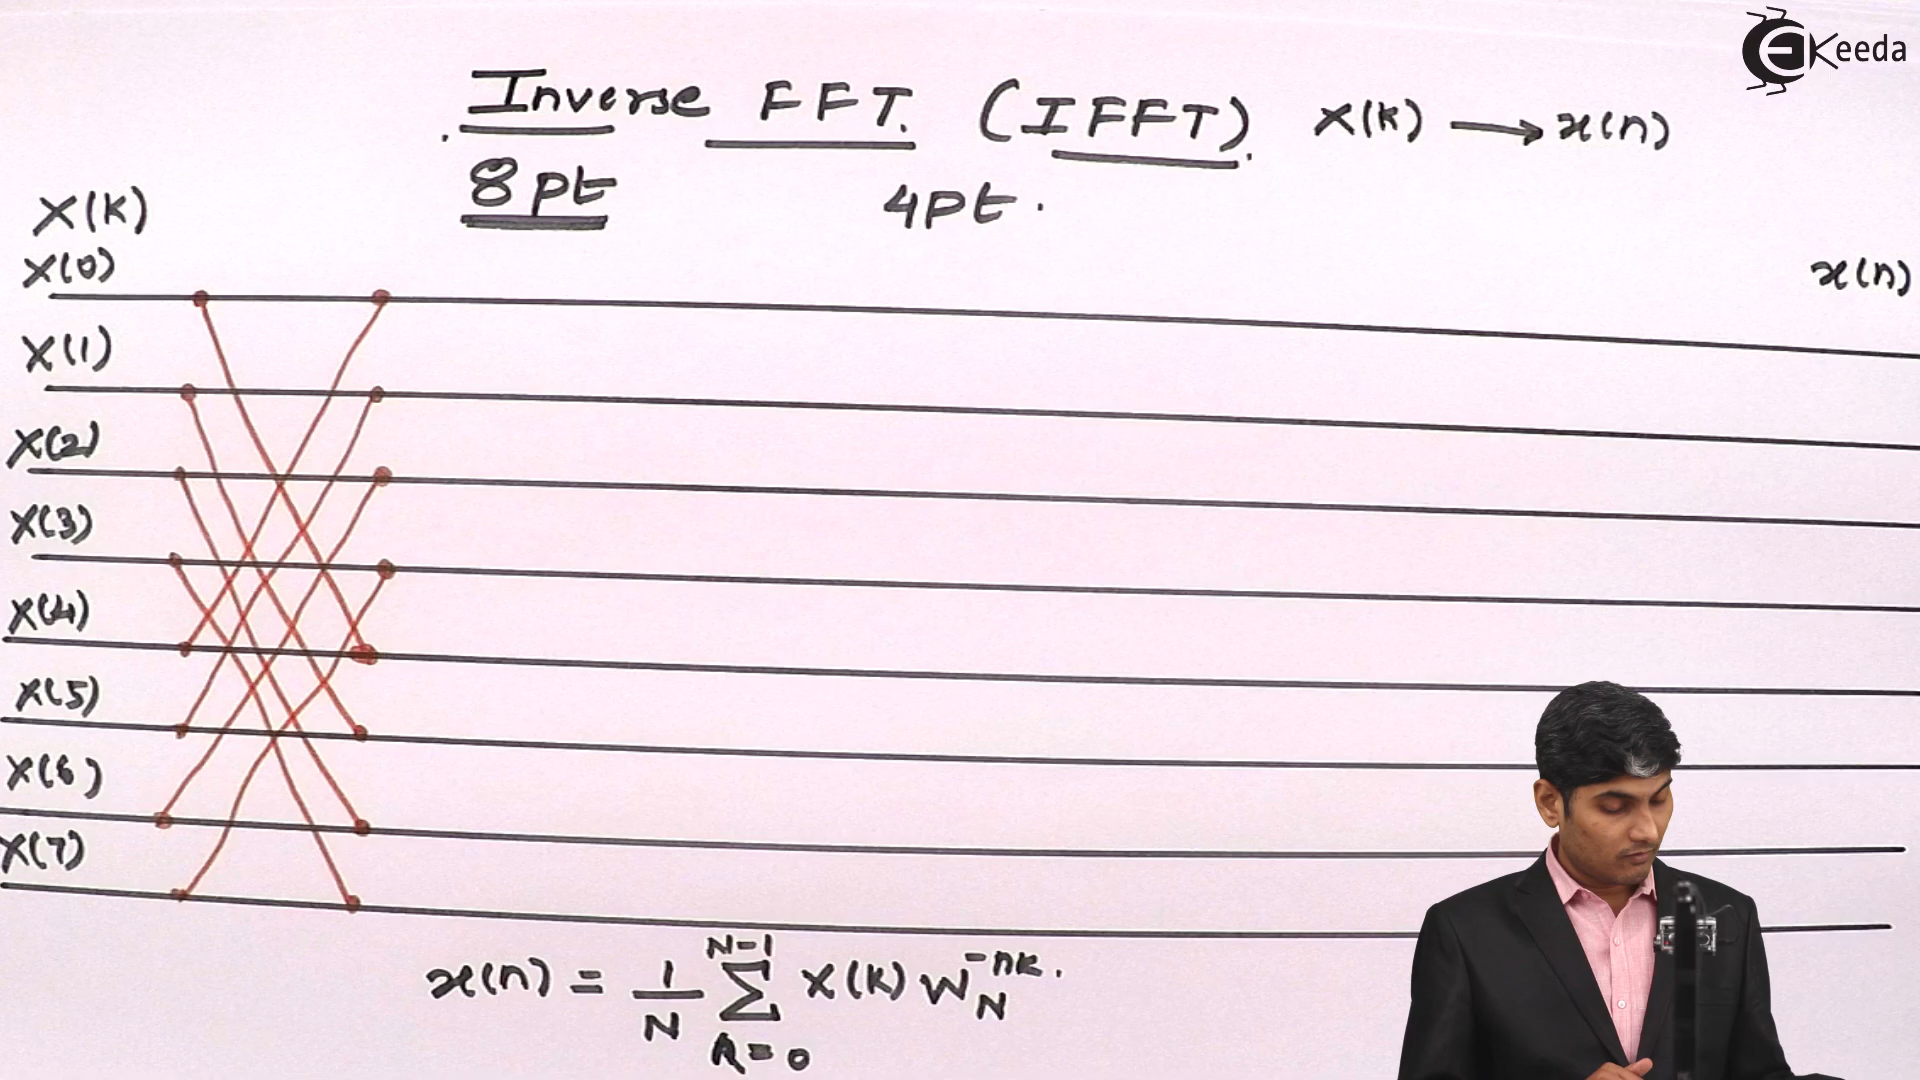 EKeeda
Inverse FFT. (IFFT). X(k) → x(n)
8pt 4pt.
X(k)
X(0) x(n)
X(1)
X(2)
X(3)
X(4)
X(5)
X(6)
X(7)
x(n) = 1/N N-1 Σ k=0 X(k) W_N^-nk.